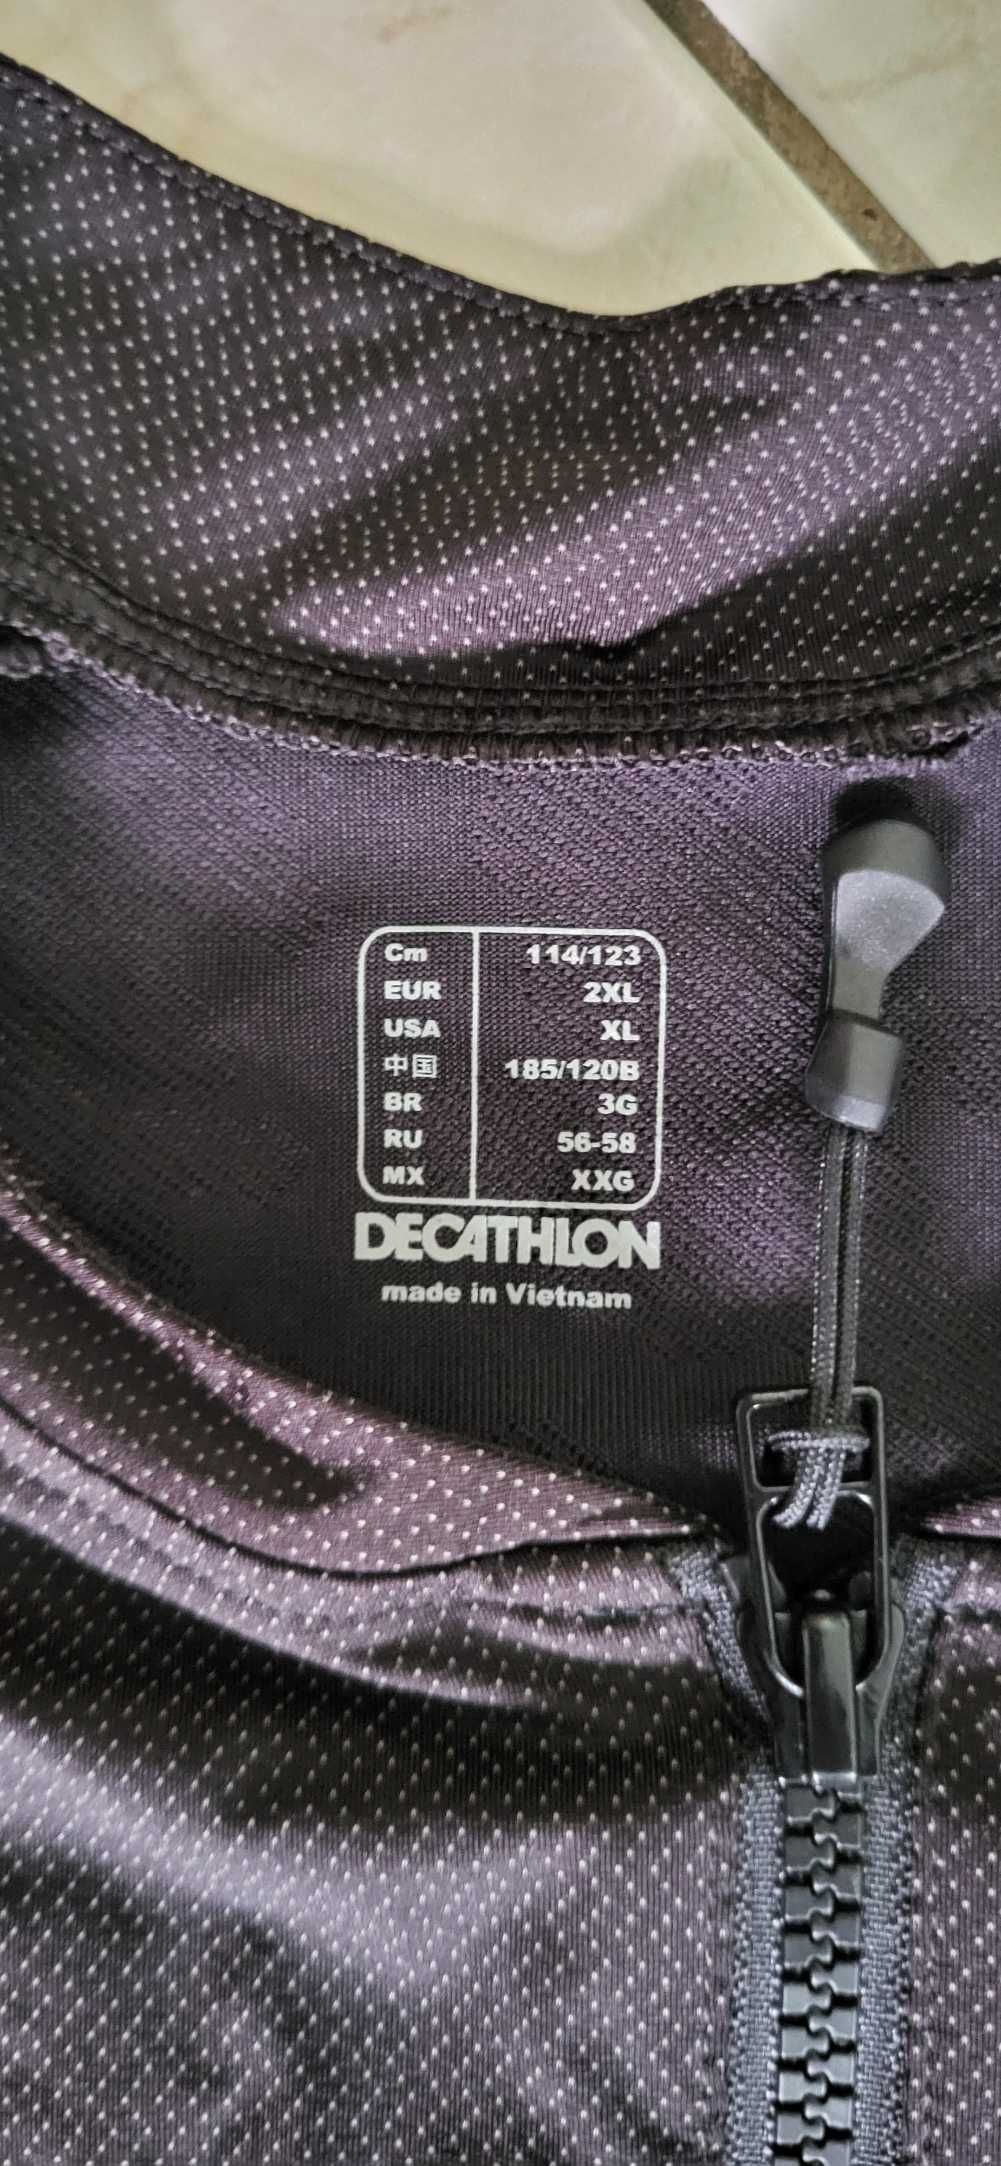 Cm 114/123
EUR 2XL
USA XL
中国 185/120B
BR 3G
RU 56-58
MX XXG
DECATHLON
made in Vietnam